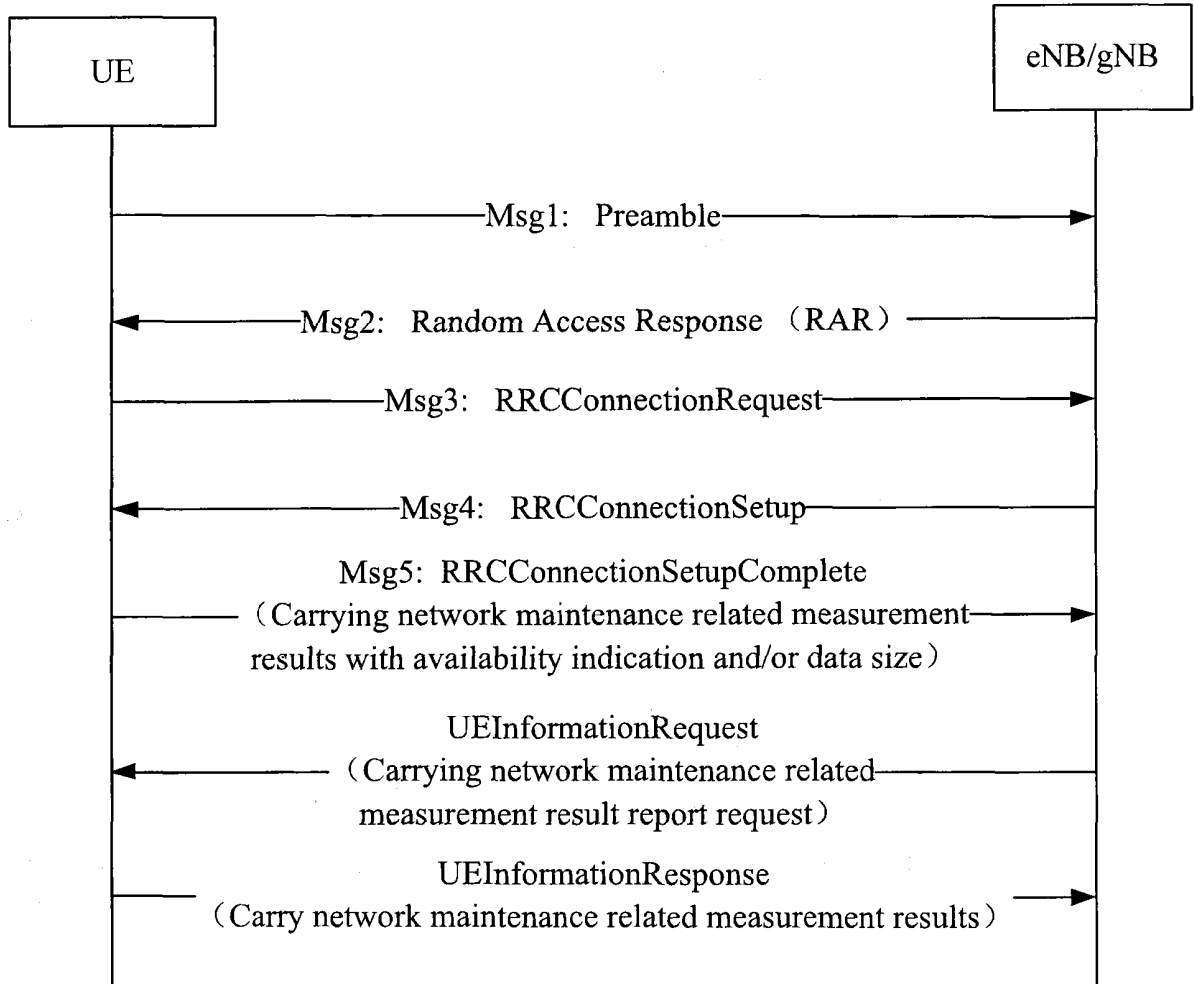 UE
eNB/gNB
Msg1: Preamble
Msg2: Random Access Response （RAR）
Msg3: RRCConnectionRequest
Msg4: RRCConnectionSetup
Msg5: RRCConnectionSetupComplete
（Carrying network maintenance related measurement
results with availability indication and/or data size）
UEInformationRequest
（Carrying network maintenance related
measurement result report request）
UEInformationResponse
（Carry network maintenance related measurement results）